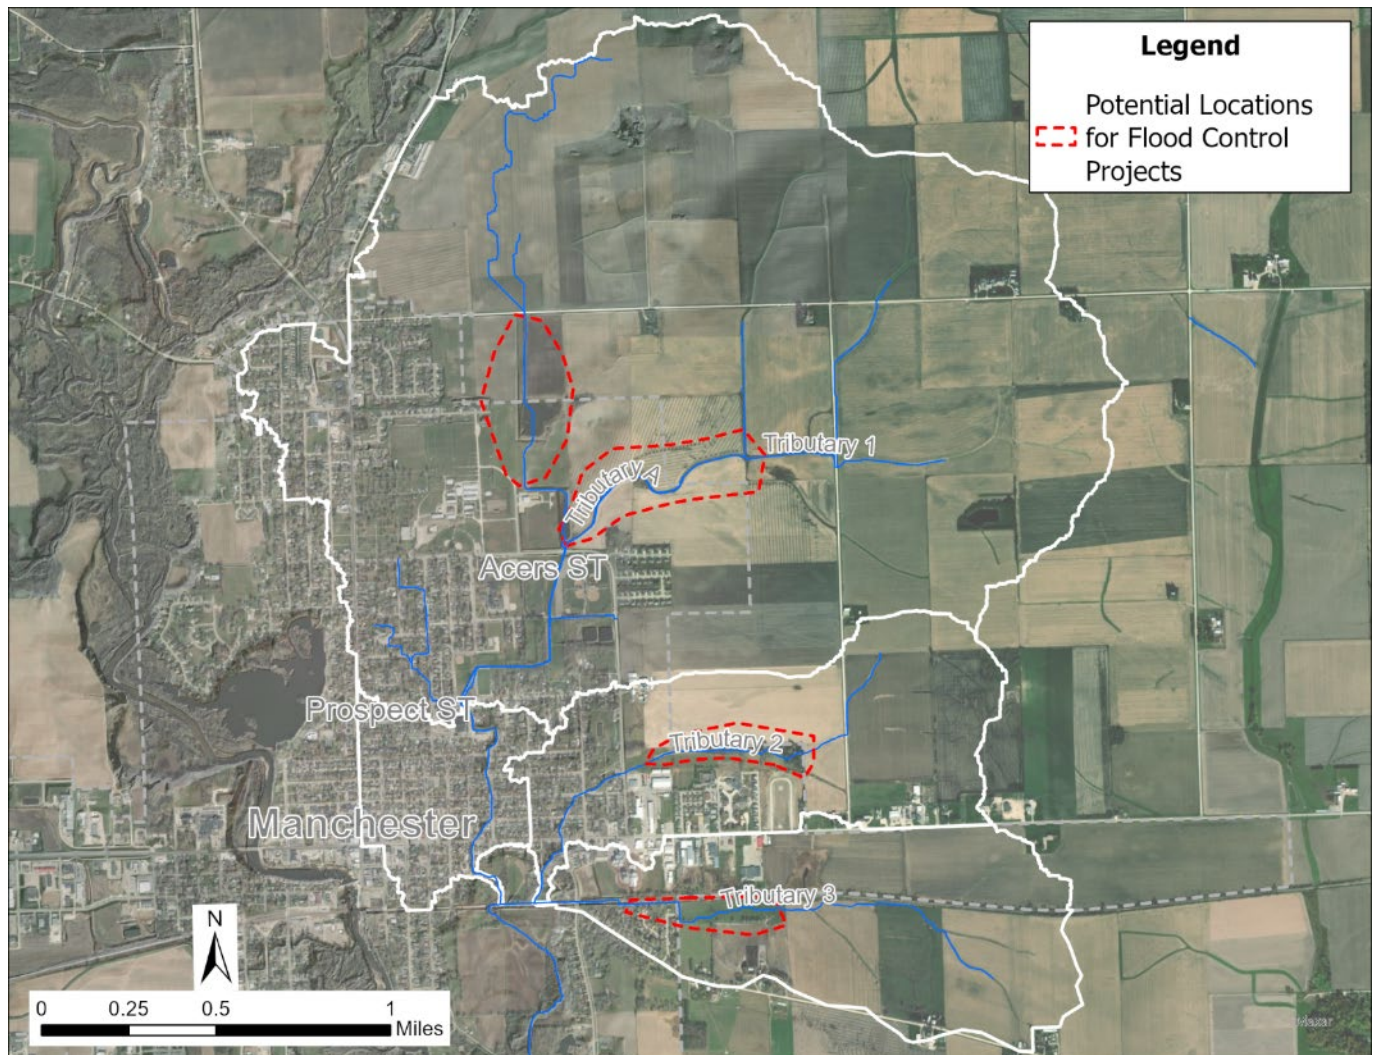 Legend
Potential Locations
for Flood Control
Projects
Tributary 1
Tributary A
Acers ST
Prospect ST
Tributary 2
Manchester
Tributary 3
N
0 0.25 0.5 1
Miles
Maxar